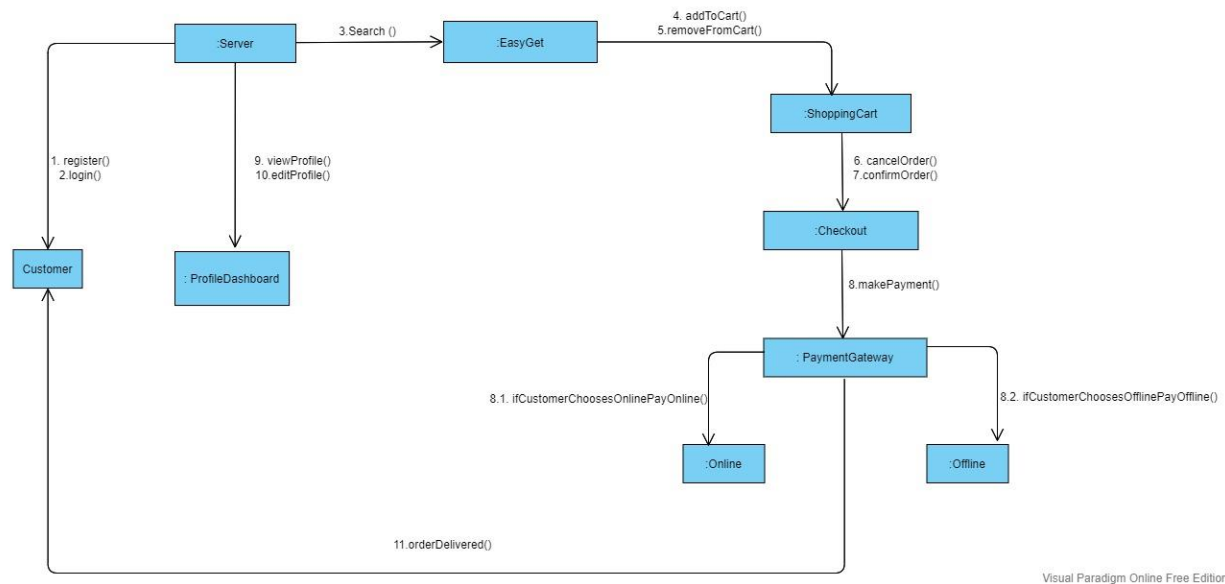 :Server
3.Search ()
:EasyGet
4. addToCart()
5.removeFromCart()
:ShoppingCart
1. register()
2.login()
9. viewProfile()
10.editProfile()
6. cancelOrder()
7.confirmOrder()
:Checkout
Customer
: ProfileDashboard
8.makePayment()
: PaymentGateway
8.1. ifCustomerChoosesOnlinePayOnline()
8.2. ifCustomerChoosesOfflinePayOffline()
:Online
:Offline
11.orderDelivered()
Visual Paradigm Online Free Edition